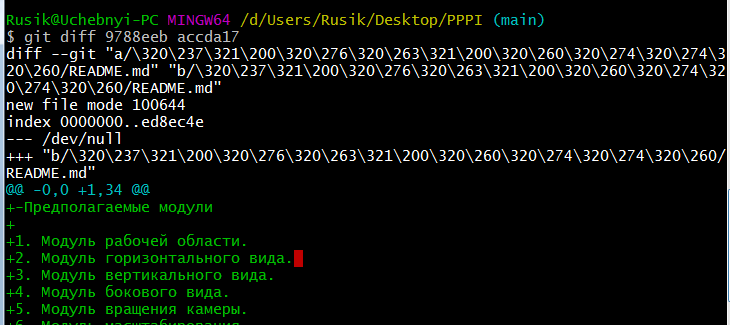 Rusik@Uchebnyi-PC MINGW64 /d/Users/Rusik/Desktop/PPPI (main)
$ git diff 9788eeb accda17
diff --git "a/\320\237\321\200\320\276\320\263\321\200\320\260\320\274\320\274\3
20\260/README.md" "b/\320\237\321\200\320\276\320\263\321\200\320\260\320\274\32
0\274\320\260/README.md"
new file mode 100644
index 0000000..ed8ec4e
--- /dev/null
+++ "b/\320\237\321\200\320\276\320\263\321\200\320\260\320\274\320\274\320\260/
README.md"
@@ -0,0 +1,34 @@
+-Предполагаемые модули
+
+1. Модуль рабочей области.
+2. Модуль горизонтального вида.
+3. Модуль вертикального вида.
+4. Модуль бокового вида.
+5. Модуль вращения камеры.
+6. Модуль масштабирования